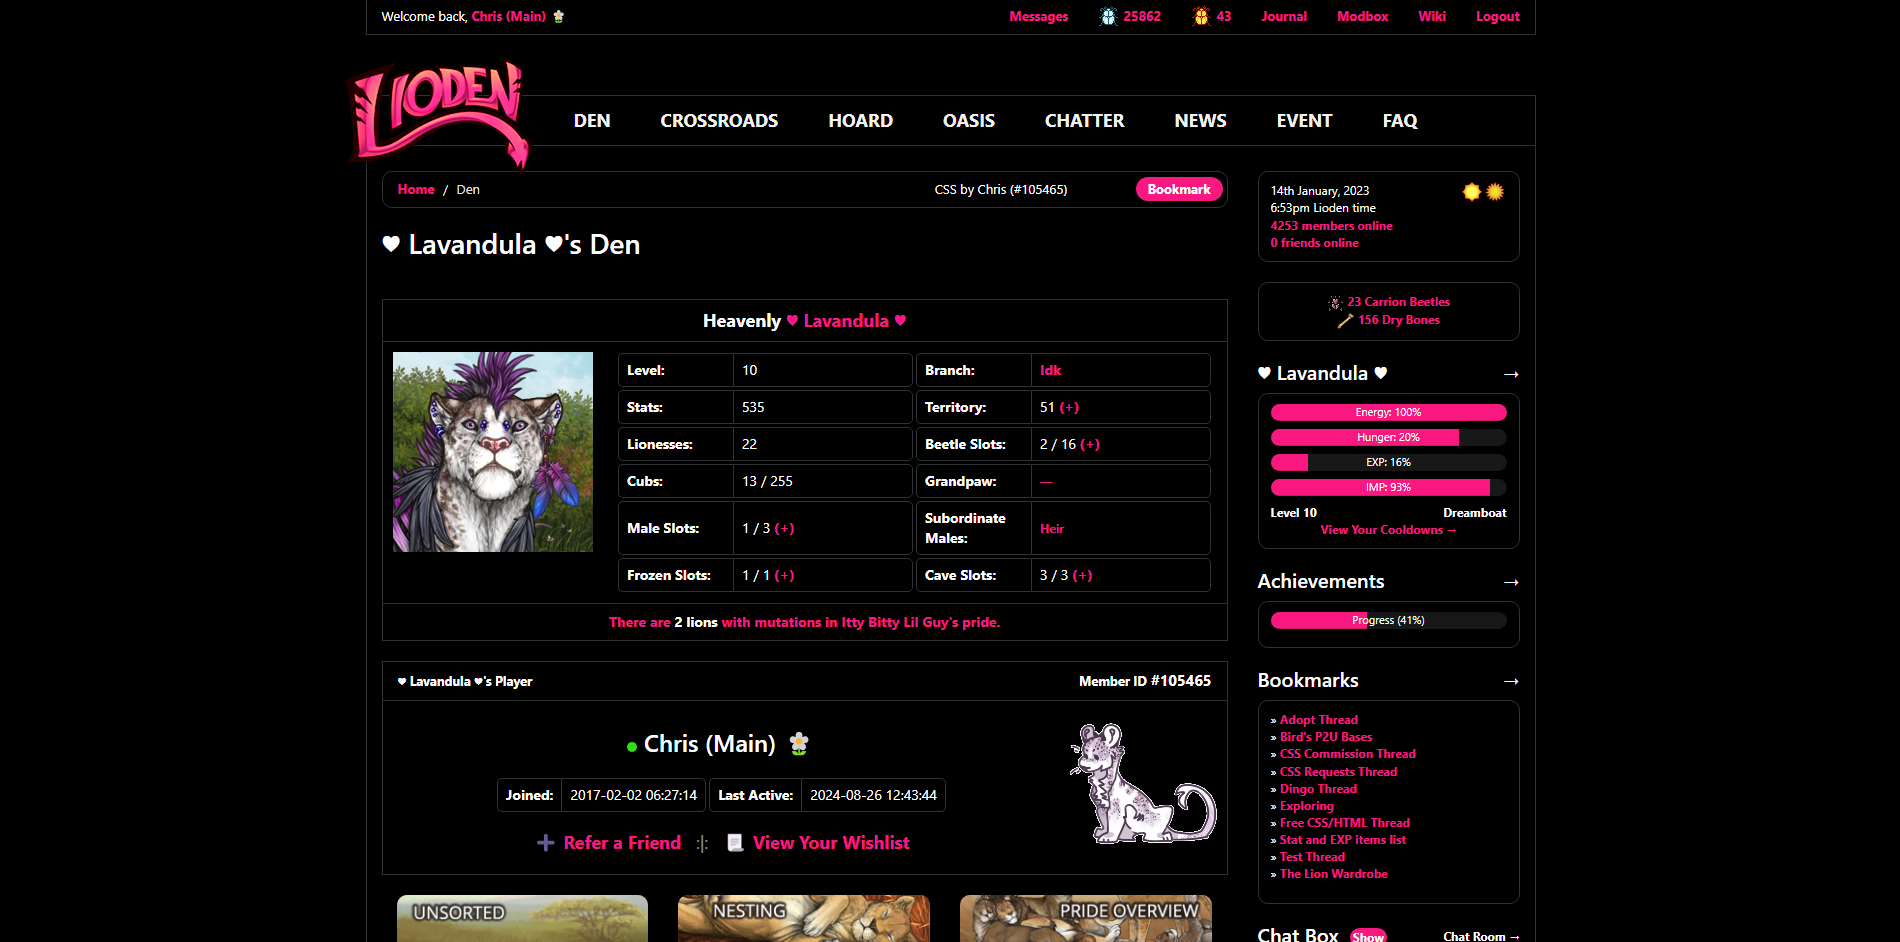 Welcome back, Chris (Main)
Messages 25862 43 Journal Modbox Wiki Logout
LIODEN
DEN CROSSROADS HOARD OASIS CHATTER NEWS EVENT FAQ
Home / Den CSS by Chris (#105465) Bookmark
♥ Lavandula ♥'s Den
Heavenly ♥ Lavandula ♥
Level: 10 Branch: Idk
Stats: 535 Territory: 51 (+)
Lionesses: 22 Beetle Slots: 2 / 16 (+)
Cubs: 13 / 255 Grandpaw: —
Male Slots: 1 / 3 (+) Subordinate Males: Heir
Frozen Slots: 1 / 1 (+) Cave Slots: 3 / 3 (+)
There are 2 lions with mutations in Itty Bitty Lil Guy's pride.
♥ Lavandula ♥'s Player Member ID #105465
Chris (Main)
Joined: 2017-02-02 06:27:14 Last Active: 2024-08-26 12:43:44
Refer a Friend :|: View Your Wishlist
UNSORTED NESTING PRIDE OVERVIEW
14th January, 2023
6:53pm Lioden time
4253 members online
0 friends online
23 Carrion Beetles
156 Dry Bones
♥ Lavandula ♥ →
Energy: 100%
Hunger: 20%
EXP: 16%
IMP: 93%
Level 10 Dreamboat
View Your Cooldowns →
Achievements →
Progress (41%)
Bookmarks →
» Adopt Thread
» Bird's P2U Bases
» CSS Commission Thread
» CSS Requests Thread
» Dingo Thread
» Exploring
» Free CSS/HTML Thread
» Stat and EXP items list
» Test Thread
» The Lion Wardrobe
Chat Box Show Chat Room →